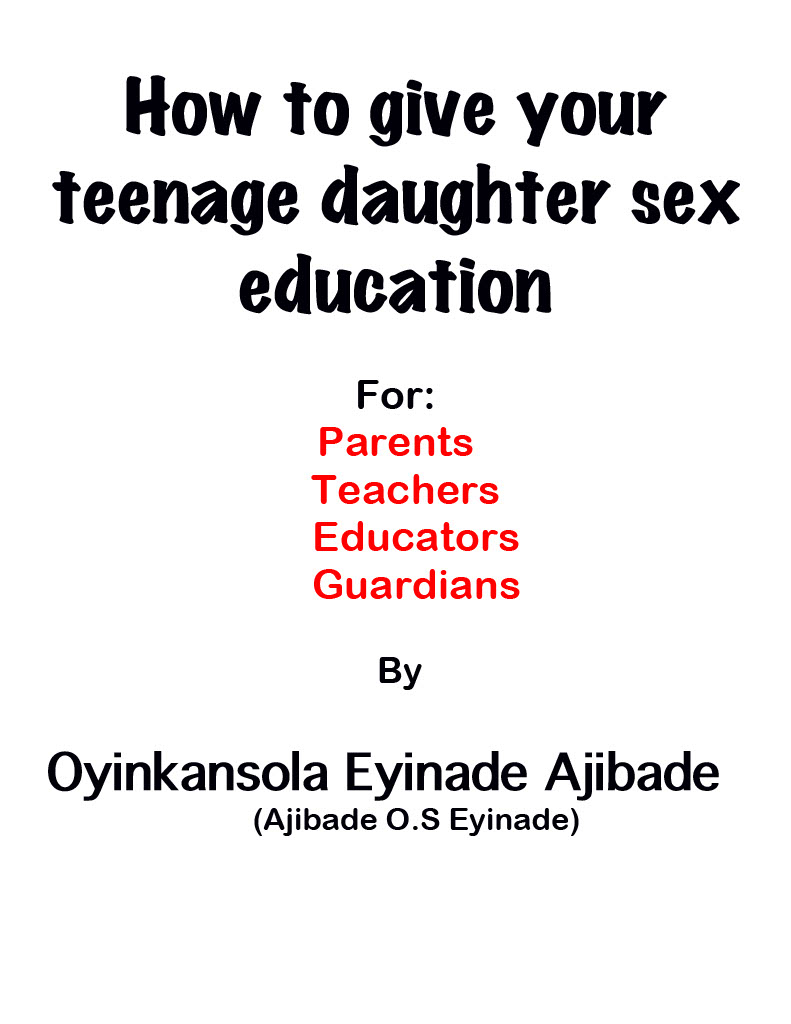 How to give your
teenage daughter sex
education
For:
Parents
Teachers
Educators
Guardians
By
Oyinkansola Eyinade Ajibade
(Ajibade O.S Eyinade)